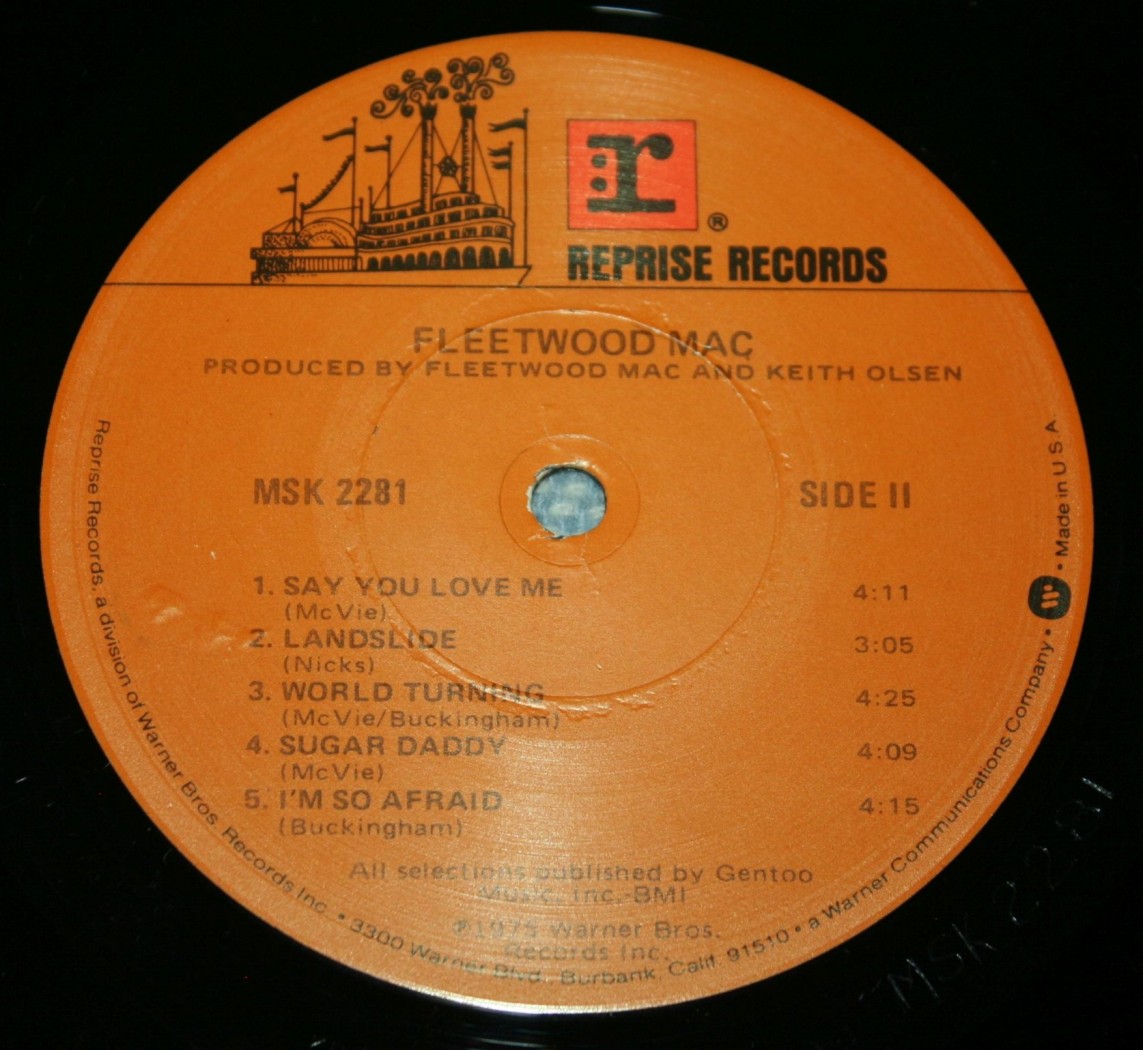 r
®
REPRISE RECORDS
FLEETWOOD MAC
PRODUCED BY FLEETWOOD MAC AND KEITH OLSEN
MSK 2281
SIDE II
1. SAY YOU LOVE ME 4:11
(McVie)
2. LANDSLIDE 3:05
(Nicks)
3. WORLD TURNING 4:25
(McVie/Buckingham)
4. SUGAR DADDY 4:09
(McVie)
5. I'M SO AFRAID 4:15
(Buckingham)
All selections published by Gentoo
Music, Inc.-BMI
℗1975 Warner Bros.
Records Inc.
Reprise Records, a division of Warner Bros. Records Inc. • 3300 Warner Blvd., Burbank, Calif. 91510 • a Warner Communications Company • W • Made in U S A
MSK 2281